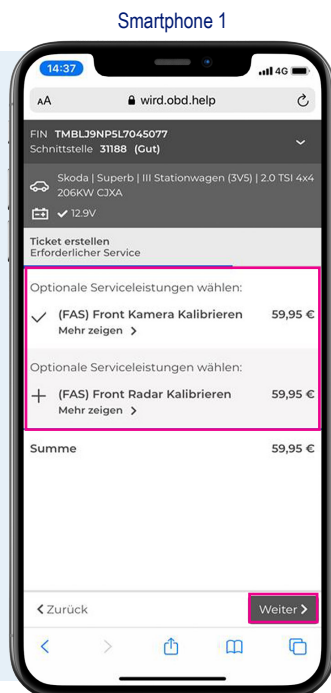 Smartphone 1
14:37
4G
AA
wird.obd.help
FIN TMBLJ9NP5L7045077
Schnittstelle 31188 (Gut)
Skoda | Superb | III Stationwagen (3V5) | 2.0 TSI 4x4
206KW CJXA
12.9V
Ticket erstellen
Erforderlicher Service
Optionale Serviceleistungen wählen:
(FAS) Front Kamera Kalibrieren 59,95 €
Mehr zeigen
Optionale Serviceleistungen wählen:
(FAS) Front Radar Kalibrieren 59,95 €
Mehr zeigen
Summe 59,95 €
Zurück Weiter